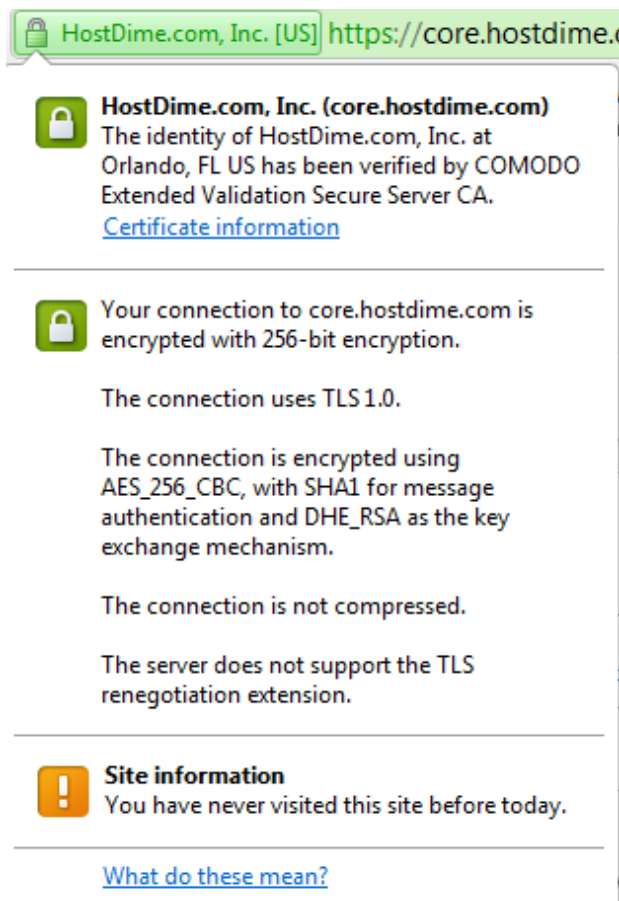 HostDime.com, Inc. [US] https://core.hostdime.
HostDime.com, Inc. (core.hostdime.com)
The identity of HostDime.com, Inc. at
Orlando, FL US has been verified by COMODO
Extended Validation Secure Server CA.
Certificate information
Your connection to core.hostdime.com is
encrypted with 256-bit encryption.
The connection uses TLS 1.0.
The connection is encrypted using
AES_256_CBC, with SHA1 for message
authentication and DHE_RSA as the key
exchange mechanism.
The connection is not compressed.
The server does not support the TLS
renegotiation extension.
Site information
You have never visited this site before today.
What do these mean?